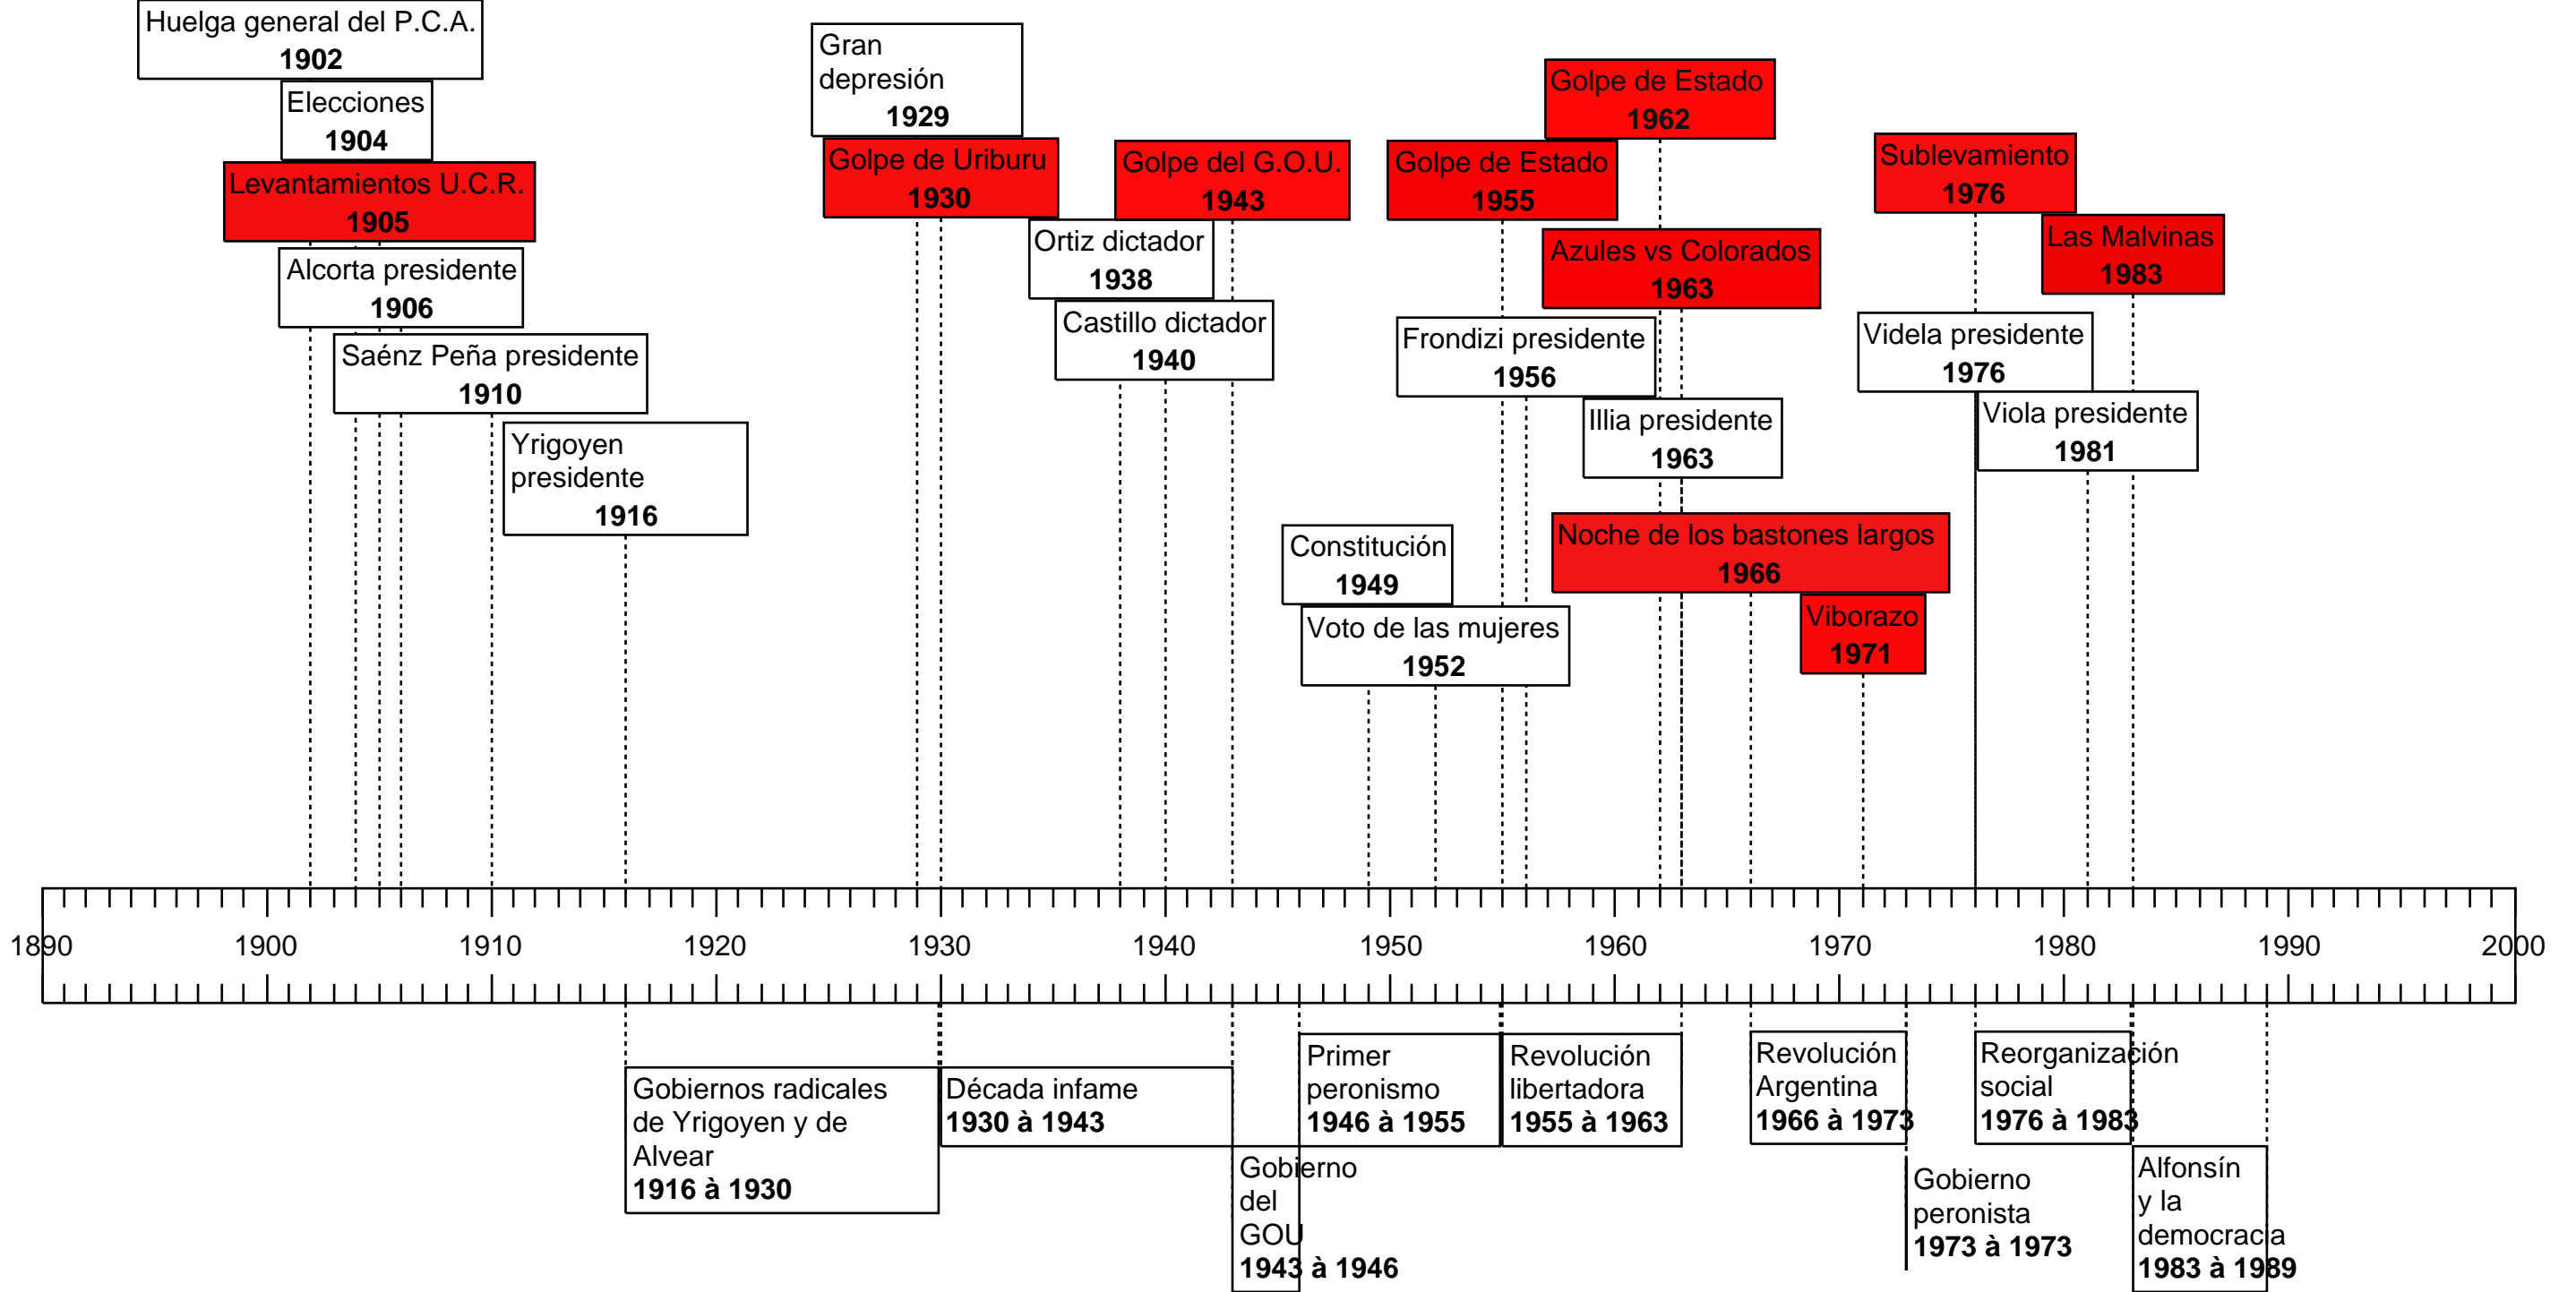 Huelga general del P.C.A.
1902
Elecciones
1904
Levantamientos U.C.R.
1905
Alcorta presidente
1906
Saénz Peña presidente
1910
Yrigoyen
presidente
1916
Gran
depresión
1929
Golpe de Uriburu
1930
Ortiz dictador
1938
Castillo dictador
1940
Golpe del G.O.U.
1943
Constitución
1949
Voto de las mujeres
1952
Golpe de Estado
1955
Frondizi presidente
1956
Golpe de Estado
1962
Azules vs Colorados
1963
Illia presidente
1963
Noche de los bastones largos
1966
Viborazo
1971
Sublevamiento
1976
Las Malvinas
1983
Videla presidente
1976
Viola presidente
1981
1890 1900 1910 1920 1930 1940 1950 1960 1970 1980 1990 2000
Gobiernos radicales
de Yrigoyen y de
Alvear
1916 à 1930
Década infame
1930 à 1943
Gobierno
del
GOU
1943 à 1946
Primer
peronismo
1946 à 1955
Revolución
libertadora
1955 à 1963
Revolución
Argentina
1966 à 1973
Gobierno
peronista
1973 à 1973
Reorganización
social
1976 à 1983
Alfonsín
y la
democracia
1983 à 1989